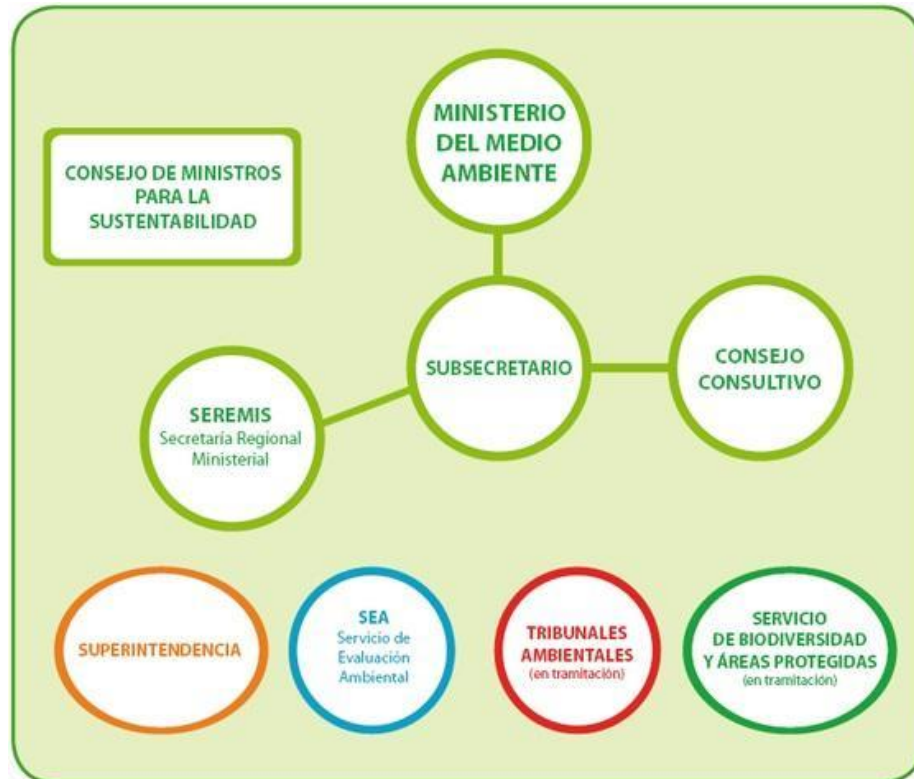 MINISTERIO
DEL MEDIO
AMBIENTE
CONSEJO DE MINISTROS
PARA LA
SUSTENTABILIDAD
SUBSECRETARIO
CONSEJO
CONSULTIVO
SEREMIS
Secretaría Regional
Ministerial
SUPERINTENDENCIA
SEA
Servicio de
Evaluación
Ambiental
TRIBUNALES
AMBIENTALES
(en tramitación)
SERVICIO
DE BIODIVERSIDAD
Y ÁREAS PROTEGIDAS
(en tramitación)